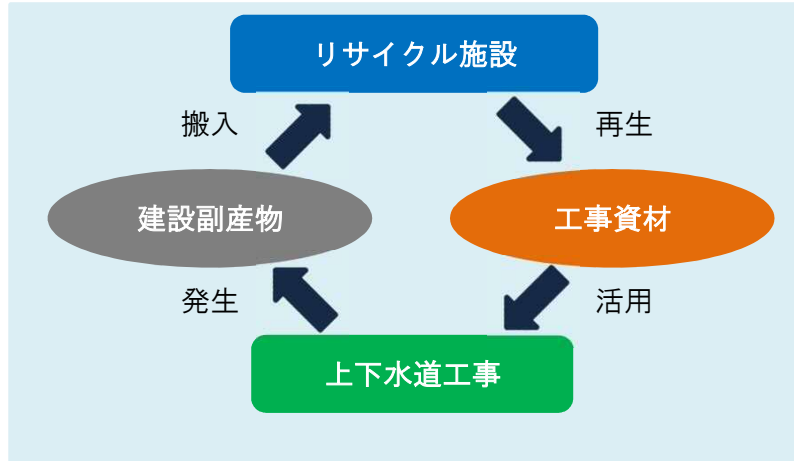 リサイクル施設
搬入
再生
建設副産物
工事資材
発生
活用
上下水道工事